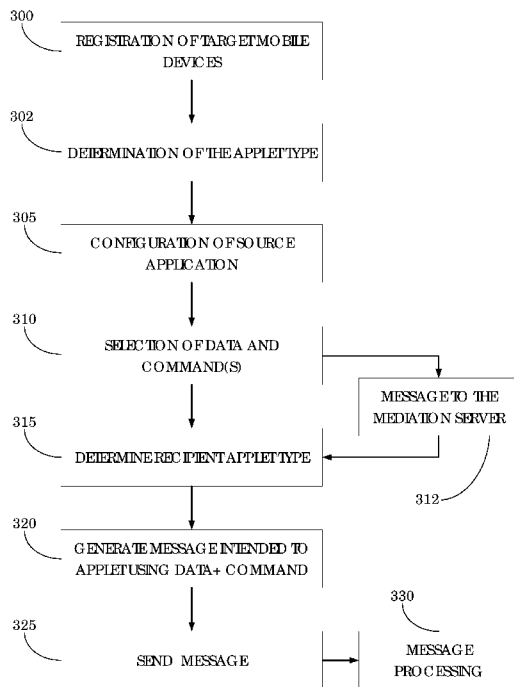 300
REGISTRATION OF TARGET MOBILE
DEVICES
302
DETERMINATION OF THE APPLET TYPE
305
CONFIGURATION OF SOURCE
APPLICATION
310
SELECTION OF DATA AND
COMMAND(S)
MESSAGE TO THE
MEDIATION SERVER
312
315
DETERMINE RECIPIENT APPLET TYPE
320
GENERATE MESSAGE INTENDED TO
APPLET USING DATA + COMMAND
325
SEND MESSAGE
330
MESSAGE
PROCESSING